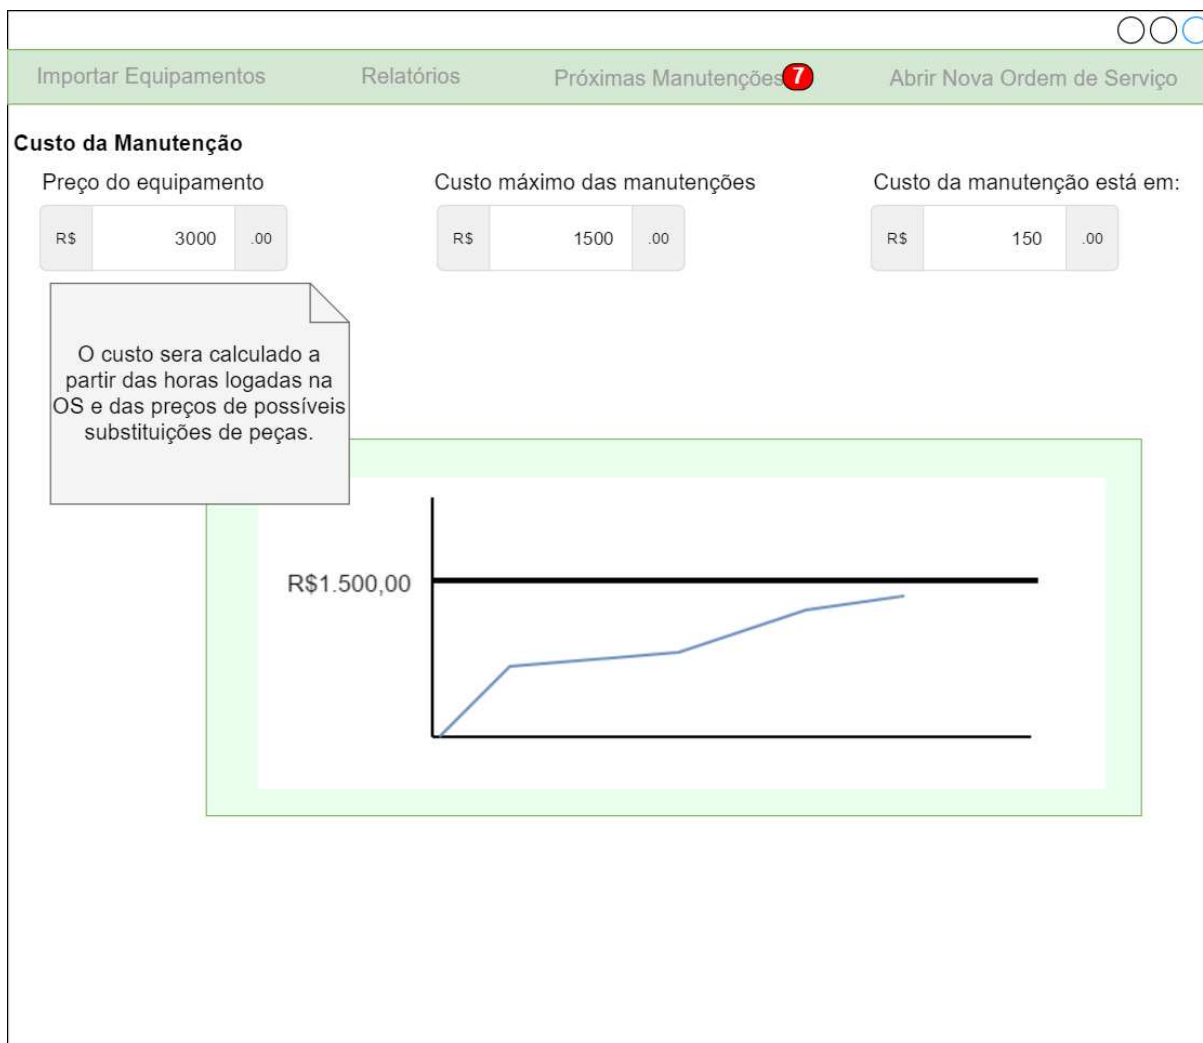 Importar Equipamentos Relatórios Próximas Manutenções 7 Abrir Nova Ordem de Serviço
Custo da Manutenção
Preço do equipamento Custo máximo das manutenções Custo da manutenção está em:
R$ 3000 .00 R$ 1500 .00 R$ 150 .00
O custo sera calculado a
partir das horas logadas na
OS e das preços de possíveis
substituições de peças.
R$1.500,00